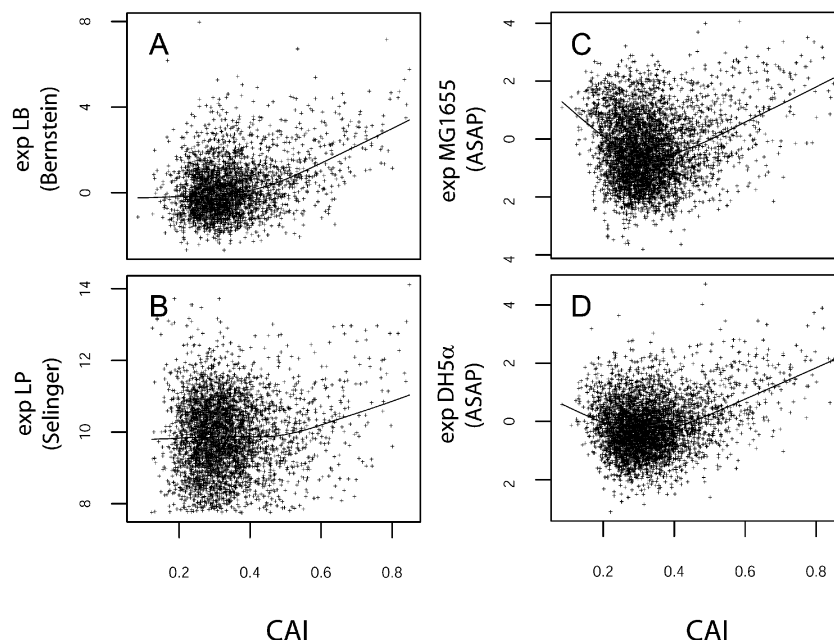 A
exp LB
(Bernstein)
8
4
0
C
exp MG1655
(ASAP)
4
2
0
2
4
B
exp LP
(Selinger)
14
12
10
8
D
exp DH5α
(ASAP)
4
2
0
2
0.2 0.4 0.6 0.8
0.2 0.4 0.6 0.8
CAI
CAI